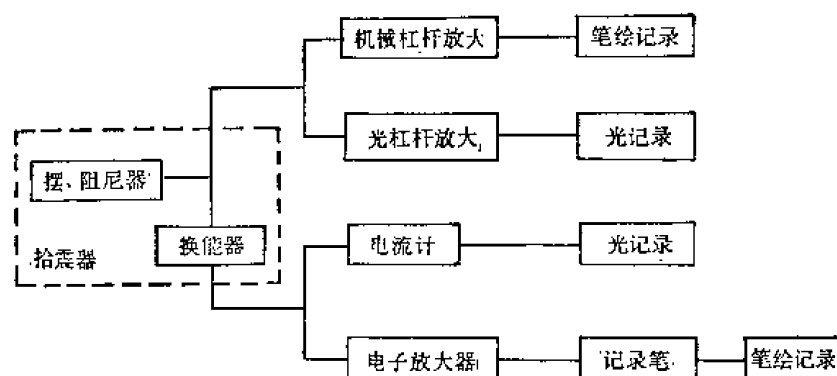 机械杠杆放大
笔绘记录
光杠杆放大
光记录
摆、阻尼器
换能器
拾震器
电流计
光记录
电子放大器
记录笔
笔绘记录